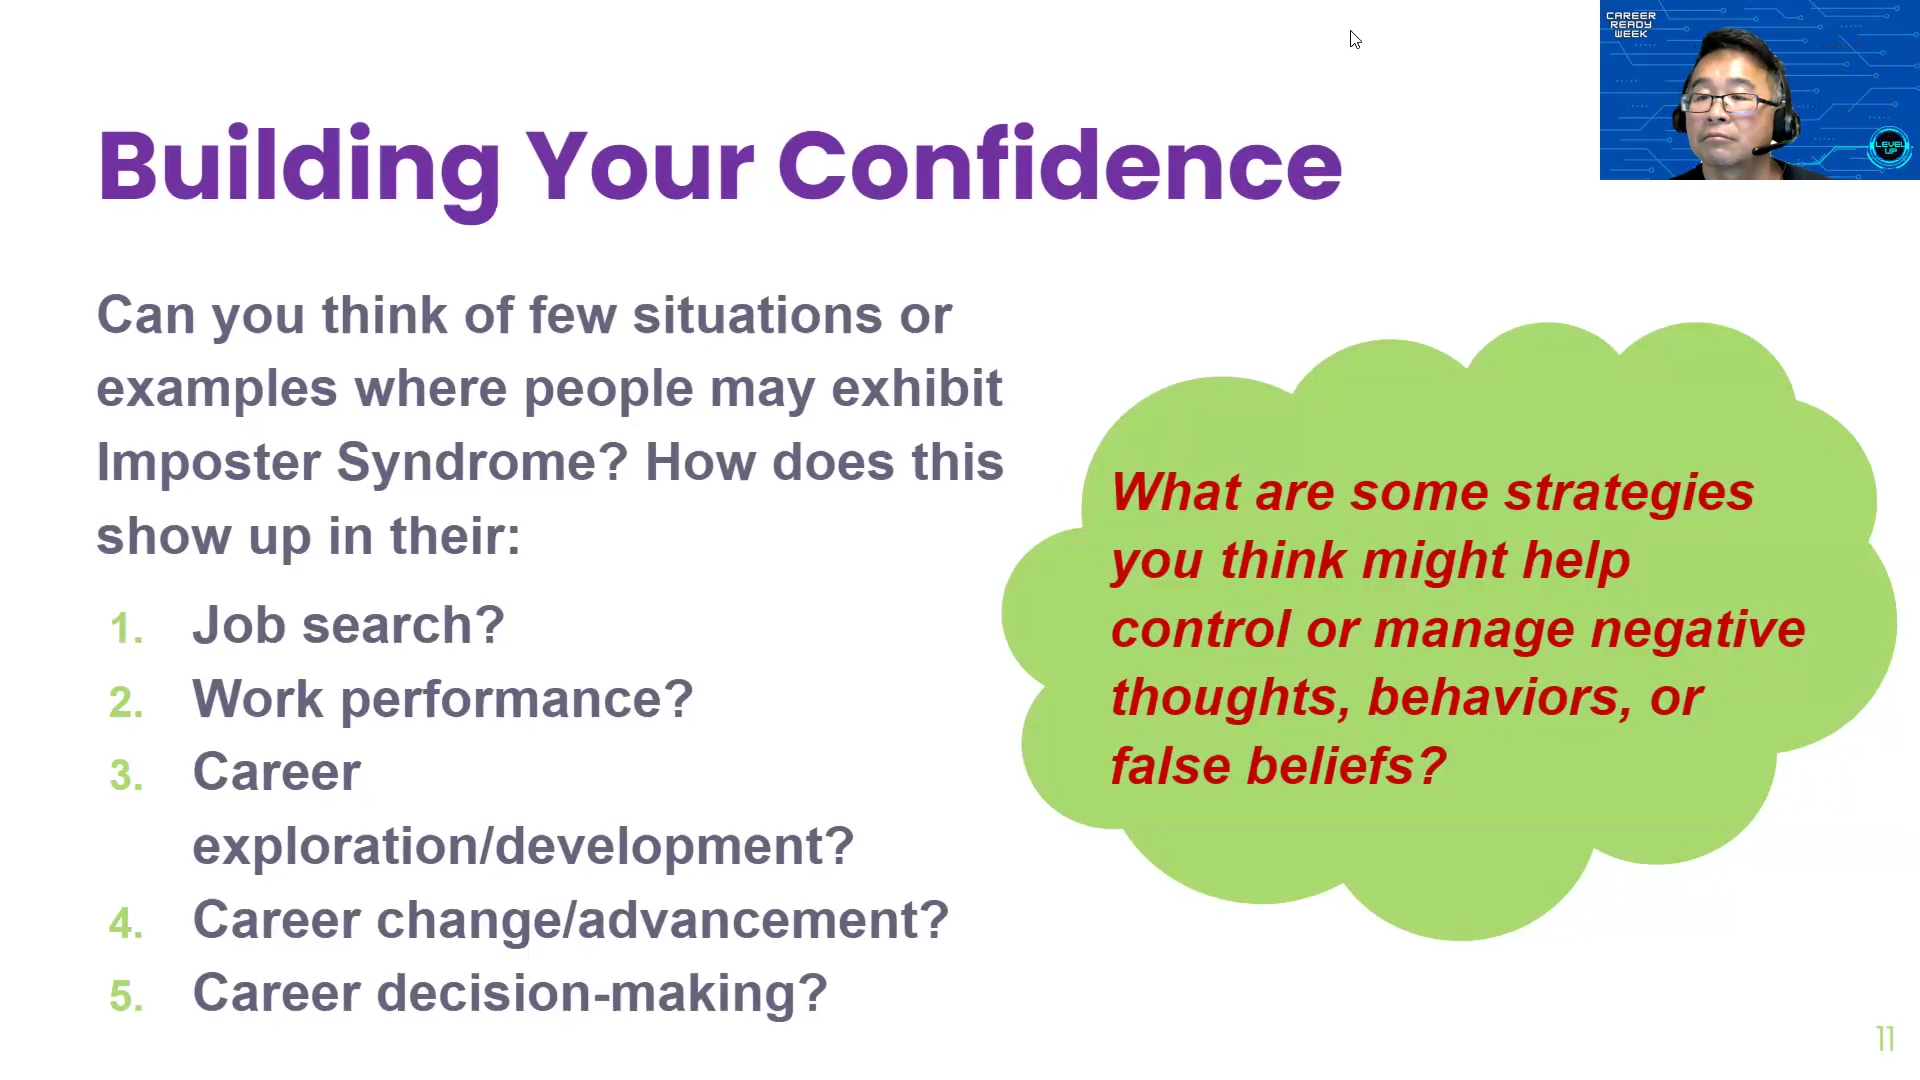 CAREER
READY
WEEK
LEVEL
UP
Building Your Confidence
Can you think of few situations or
examples where people may exhibit
Imposter Syndrome? How does this
show up in their:
1. Job search?
2. Work performance?
3. Career
exploration/development?
4. Career change/advancement?
5. Career decision-making?
What are some strategies
you think might help
control or manage negative
thoughts, behaviors, or
false beliefs?
11